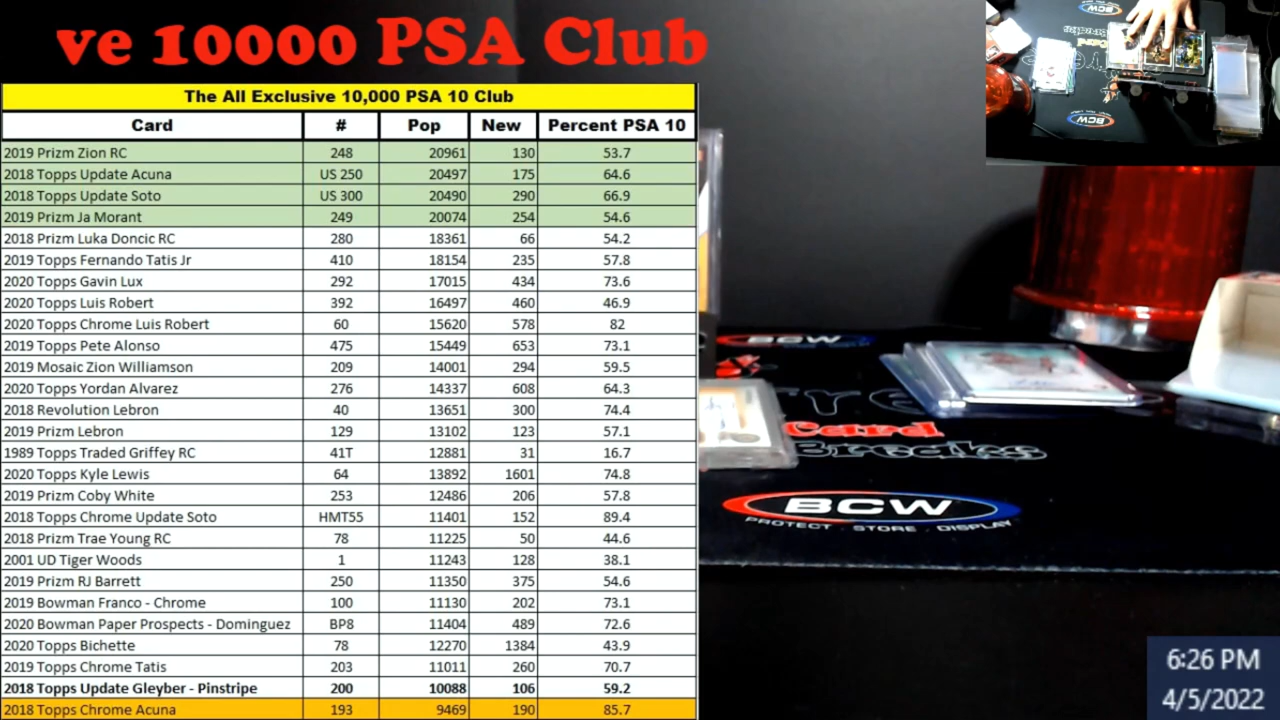 ve 10000 PSA Club
The All Exclusive 10,000 PSA 10 Club
Card # Pop New Percent PSA 10
2019 Prizm Zion RC 248 20961 130 53.7
2018 Topps Update Acuna US 250 20497 175 64.6
2018 Topps Update Soto US 300 20490 290 66.9
2019 Prizm Ja Morant 249 20074 254 54.6
2018 Prizm Luka Doncic RC 280 18361 66 54.2
2019 Topps Fernando Tatis Jr 410 18154 235 57.8
2020 Topps Gavin Lux 292 17015 434 73.6
2020 Topps Luis Robert 392 16497 460 46.9
2020 Topps Chrome Luis Robert 60 15620 578 82
2019 Topps Pete Alonso 475 15449 653 73.1
2019 Mosaic Zion Williamson 209 14001 294 59.5
2020 Topps Yordan Alvarez 276 14337 608 64.3
2018 Revolution Lebron 40 13651 300 74.4
2019 Prizm Lebron 129 13102 123 57.1
1989 Topps Traded Griffey RC 41T 12881 31 16.7
2020 Topps Kyle Lewis 64 13892 1601 74.8
2019 Prizm Coby White 253 12486 206 57.8
2018 Topps Chrome Update Soto HMT55 11401 152 89.4
2018 Prizm Trae Young RC 78 11225 50 44.6
2001 UD Tiger Woods 1 11243 128 38.1
2019 Prizm RJ Barrett 250 11350 375 54.6
2019 Bowman Franco - Chrome 100 11130 202 73.1
2020 Bowman Paper Prospects - Dominguez BP8 11404 489 72.6
2020 Topps Bichette 78 12270 1384 43.9
2019 Topps Chrome Tatis 203 11011 260 70.7
2018 Topps Update Gleyber - Pinstripe 200 10088 106 59.2
2018 Topps Chrome Acuna 193 9469 190 85.7
BCW
BCW
BCW
Card
Breaks
BCW
PROTECT · STORE · DISPLAY
6:26 PM
4/5/2022